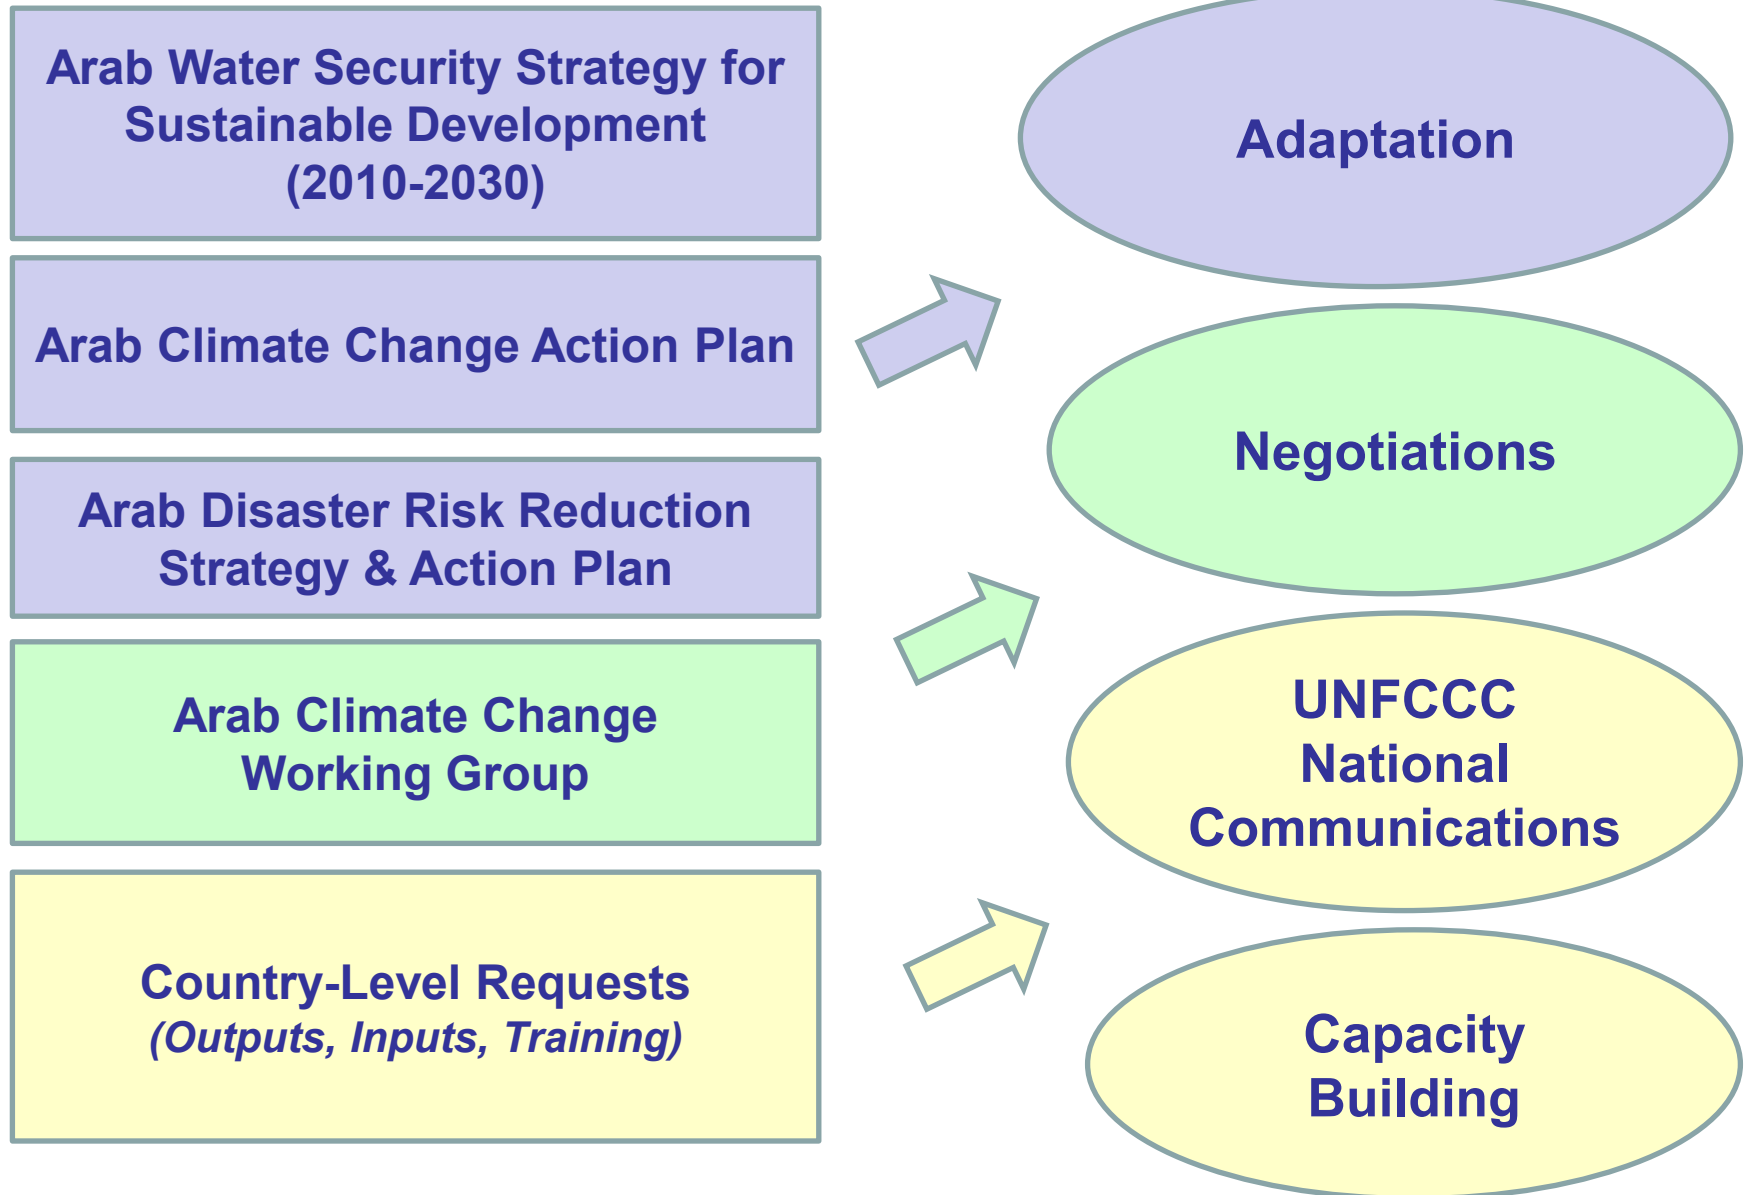 Arab Water Security Strategy for
Sustainable Development
(2010-2030)
Arab Climate Change Action Plan
Arab Disaster Risk Reduction
Strategy & Action Plan
Arab Climate Change
Working Group
Country-Level Requests
(Outputs, Inputs, Training)
Adaptation
Negotiations
UNFCCC
National
Communications
Capacity
Building